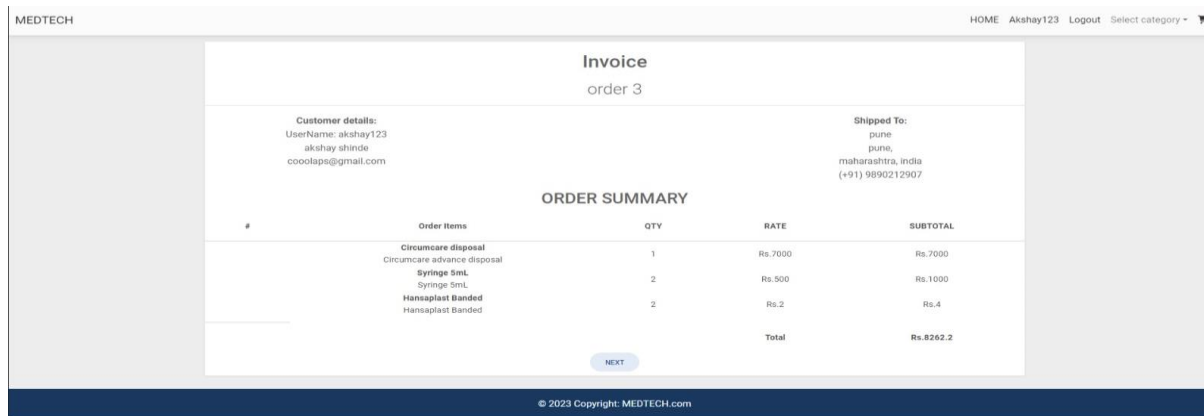 MEDTECH
HOME Akshay123 Logout Select category
Invoice
order 3
Customer details:
UserName: akshay123
akshay shinde
cooolaps@gmail.com
Shipped To:
pune
pune,
maharashtra, india
(+91) 9890212907
ORDER SUMMARY
# Order Items QTY RATE SUBTOTAL
Circumcare disposal
Circumcare advance disposal
1 Rs.7000 Rs.7000
Syringe 5mL
Syringe 5mL
2 Rs.500 Rs.1000
Hansaplast Banded
Hansaplast Banded
2 Rs.2 Rs.4
Total Rs.8262.2
NEXT
© 2023 Copyright: MEDTECH.com